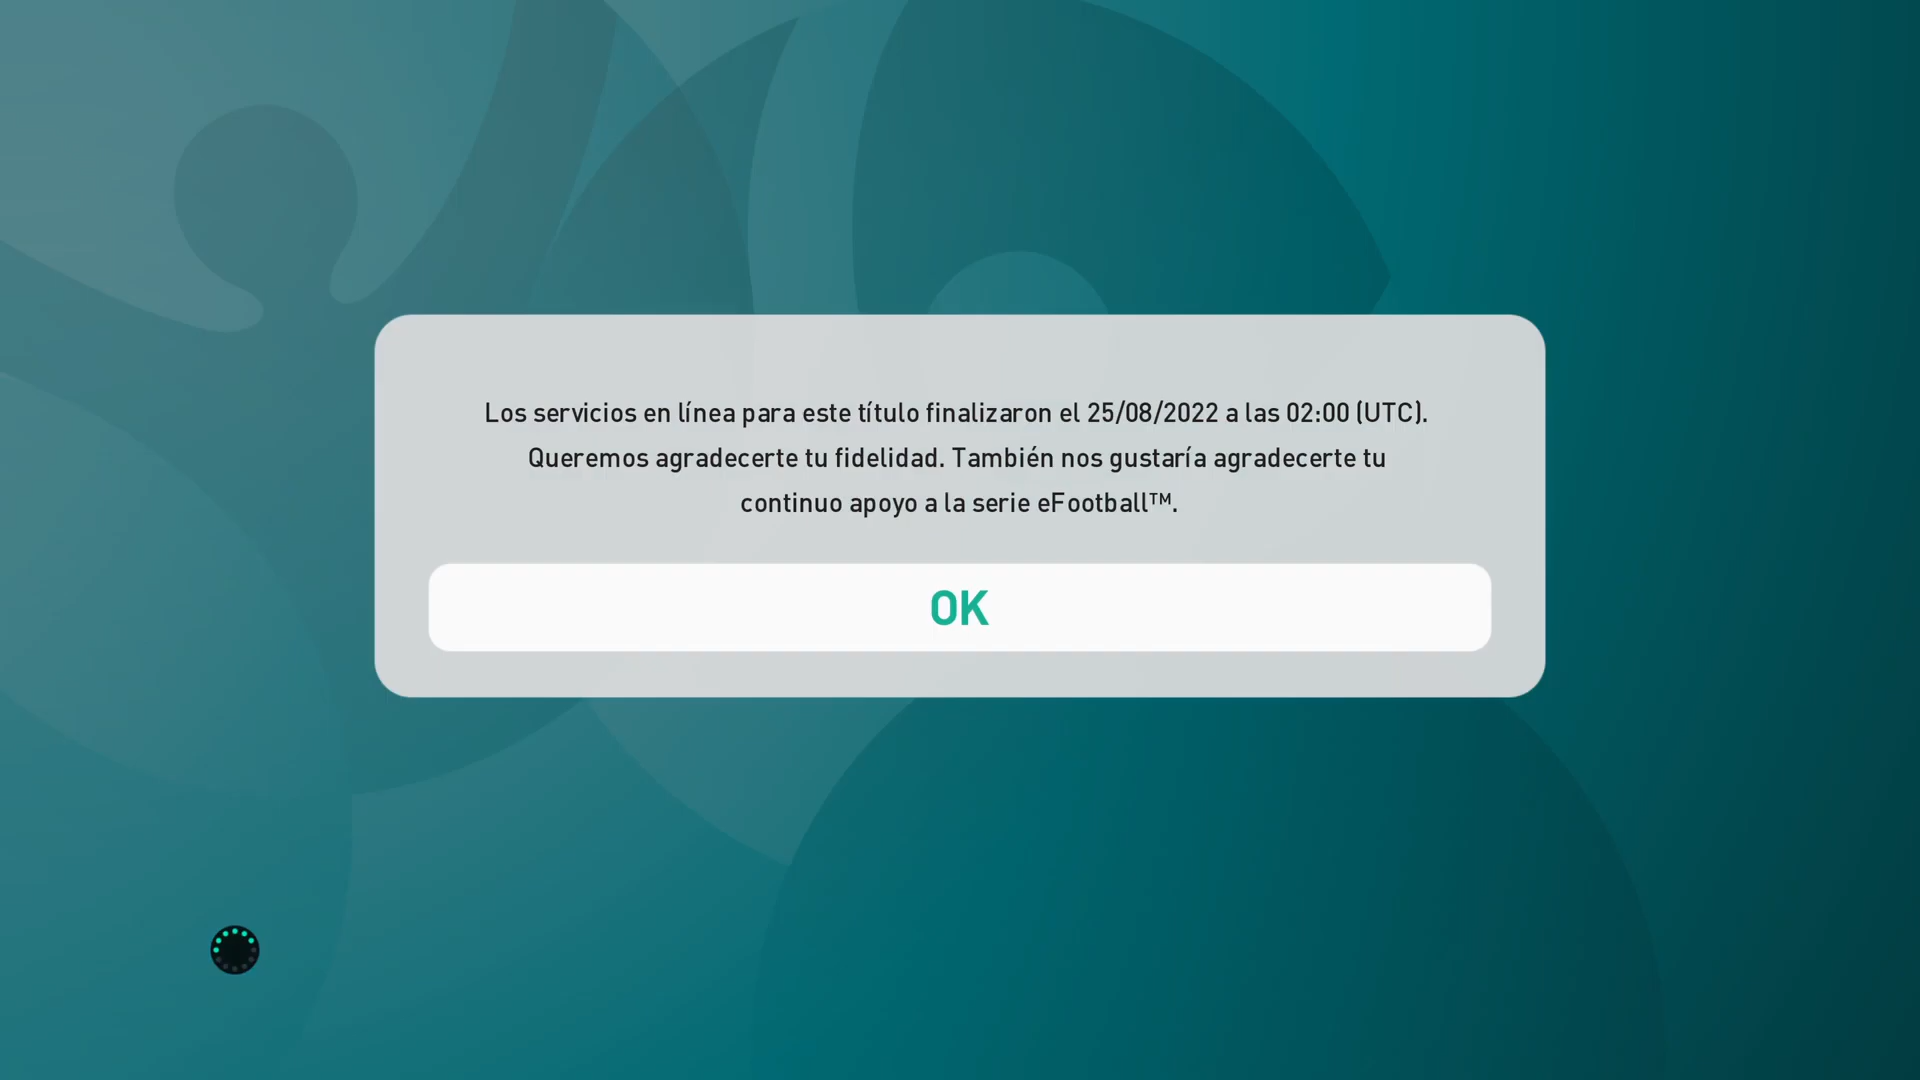 Los servicios en línea para este título finalizaron el 25/08/2022 a las 02:00 (UTC).
Queremos agradecerte tu fidelidad. También nos gustaría agradecerte tu
continuo apoyo a la serie eFootball™.
OK